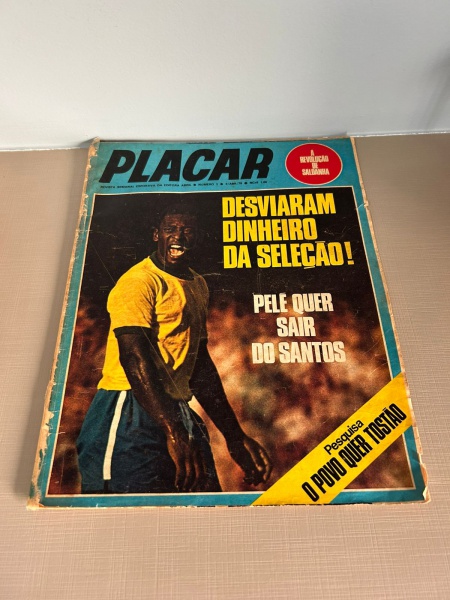 PLACAR
A
REVOLUÇÃO
DE
SALDANHA
DESVIARAM
DINHEIRO
DA SELEÇÃO!
PELÉ QUER
SAIR
DO SANTOS
Pesquisa
O POVO QUER TOSTÃO